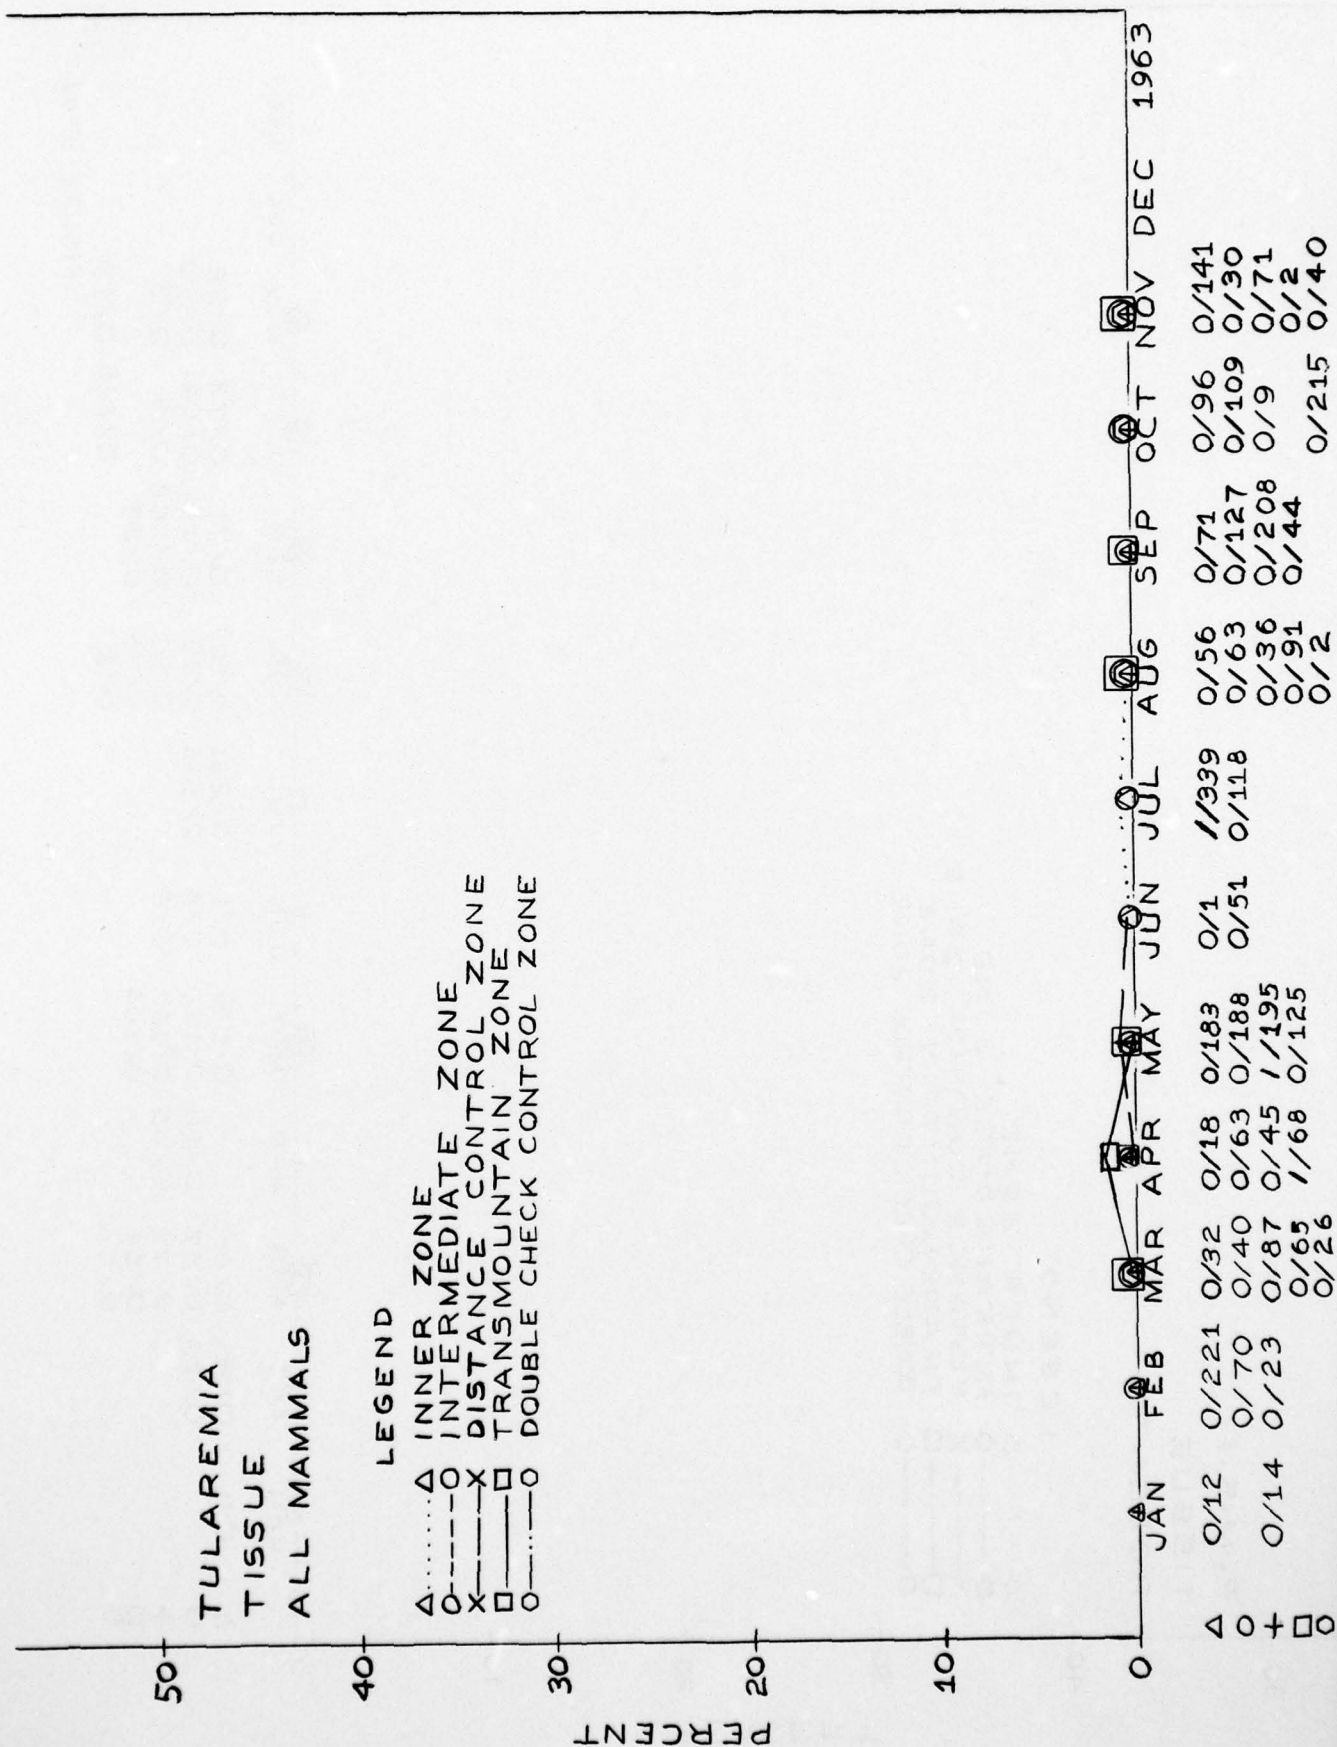 TULAREMIA
TISSUE
ALL MAMMALS
LEGEND
INNER ZONE
INTERMEDIATE ZONE
DISTANCE CONTROL ZONE
TRANSMOUNTAIN ZONE
DOUBLE CHECK CONTROL ZONE
PERCENT
50
40
30
20
10
0
JAN FEB MAR APR MAY JUN JUL AUG SEP OCT NOV DEC 1963
0/12 0/221 0/32 0/18 0/183 0/1 1/339 0/56 0/71 0/96 0/141
0/70 0/40 0/63 0/188 0/51 0/118 0/63 0/127 0/109 0/30
0/14 0/23 0/87 0/45 1/195 0/36 0/208 0/9 0/71
0/65 1/68 0/125 0/91 0/44 0/2
0/26 0/2 0/215 0/40